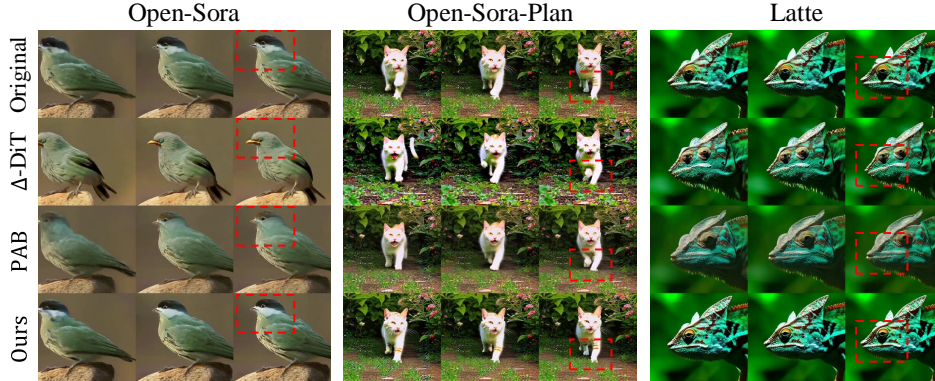 Open-Sora Open-Sora-Plan Latte
Original
Δ-DiT
PAB
Ours